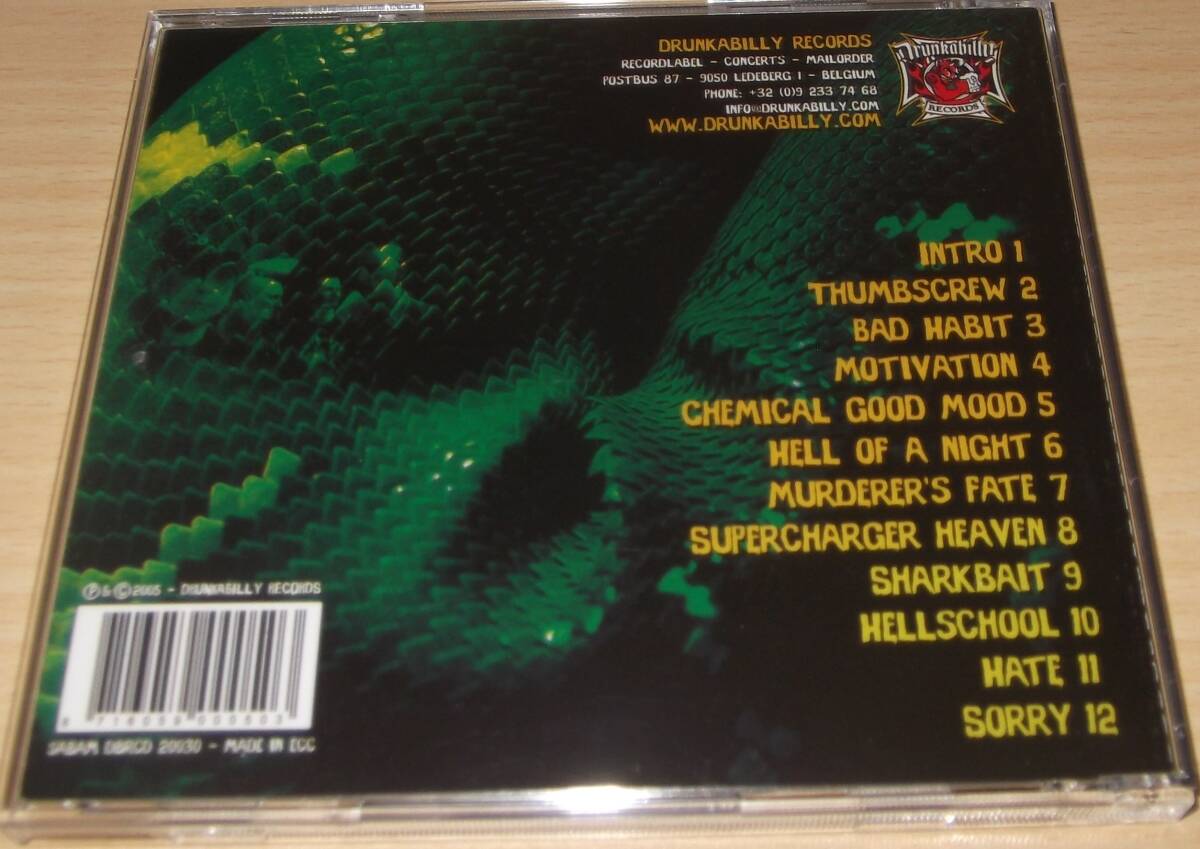 DRUNKABILLY RECORDS
RECORDLABEL - CONCERTS - MAILORDER
POSTBUS 87 - 9050 LEDEBERG 1 - BELGIUM
PHONE: +32 (0)9 233 74 68
INFO@DRUNKABILLY.COM
WWW.DRUNKABILLY.COM
Drunkabilly
RECORDS
INTRO 1
THUMBSCREW 2
BAD HABIT 3
MOTIVATION 4
CHEMICAL GOOD MOOD 5
HELL OF A NIGHT 6
MURDERER'S FATE 7
SUPERCHARGER HEAVEN 8
SHARKBAIT 9
HELLSCHOOL 10
HATE 11
SORRY 12
Ⓟ & © 2005 - DRUNKABILLY RECORDS
8 716059 000503
SABAM DBRCD 20030 - MADE IN ECC